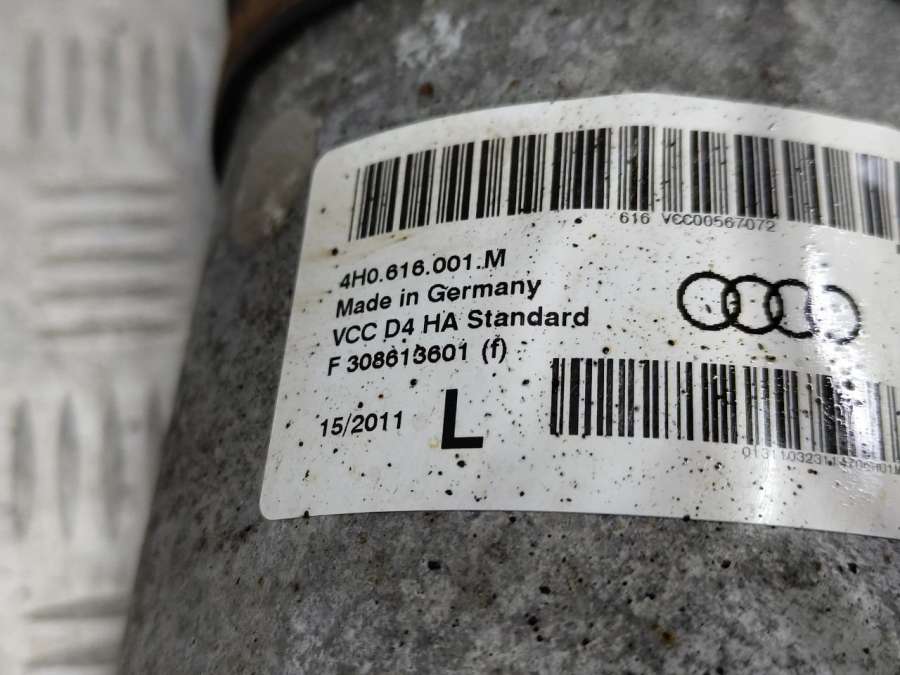 616 VCC00567072
4H0.616.001.M
Made in Germany
VCC D4 HA Standard
F 308613601 (f)
15/2011
L